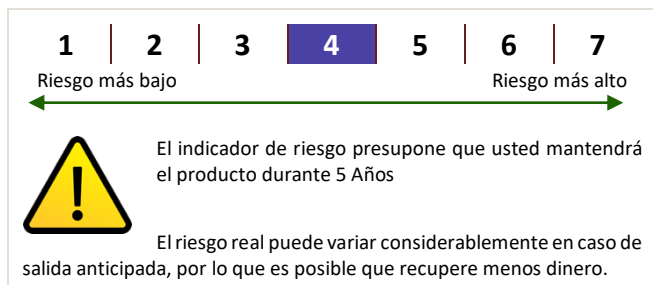 1 2 3 4 5 6 7
Riesgo más bajo Riesgo más alto
El indicador de riesgo presupone que usted mantendrá
el producto durante 5 Años
El riesgo real puede variar considerablemente en caso de
salida anticipada, por lo que es posible que recupere menos dinero.